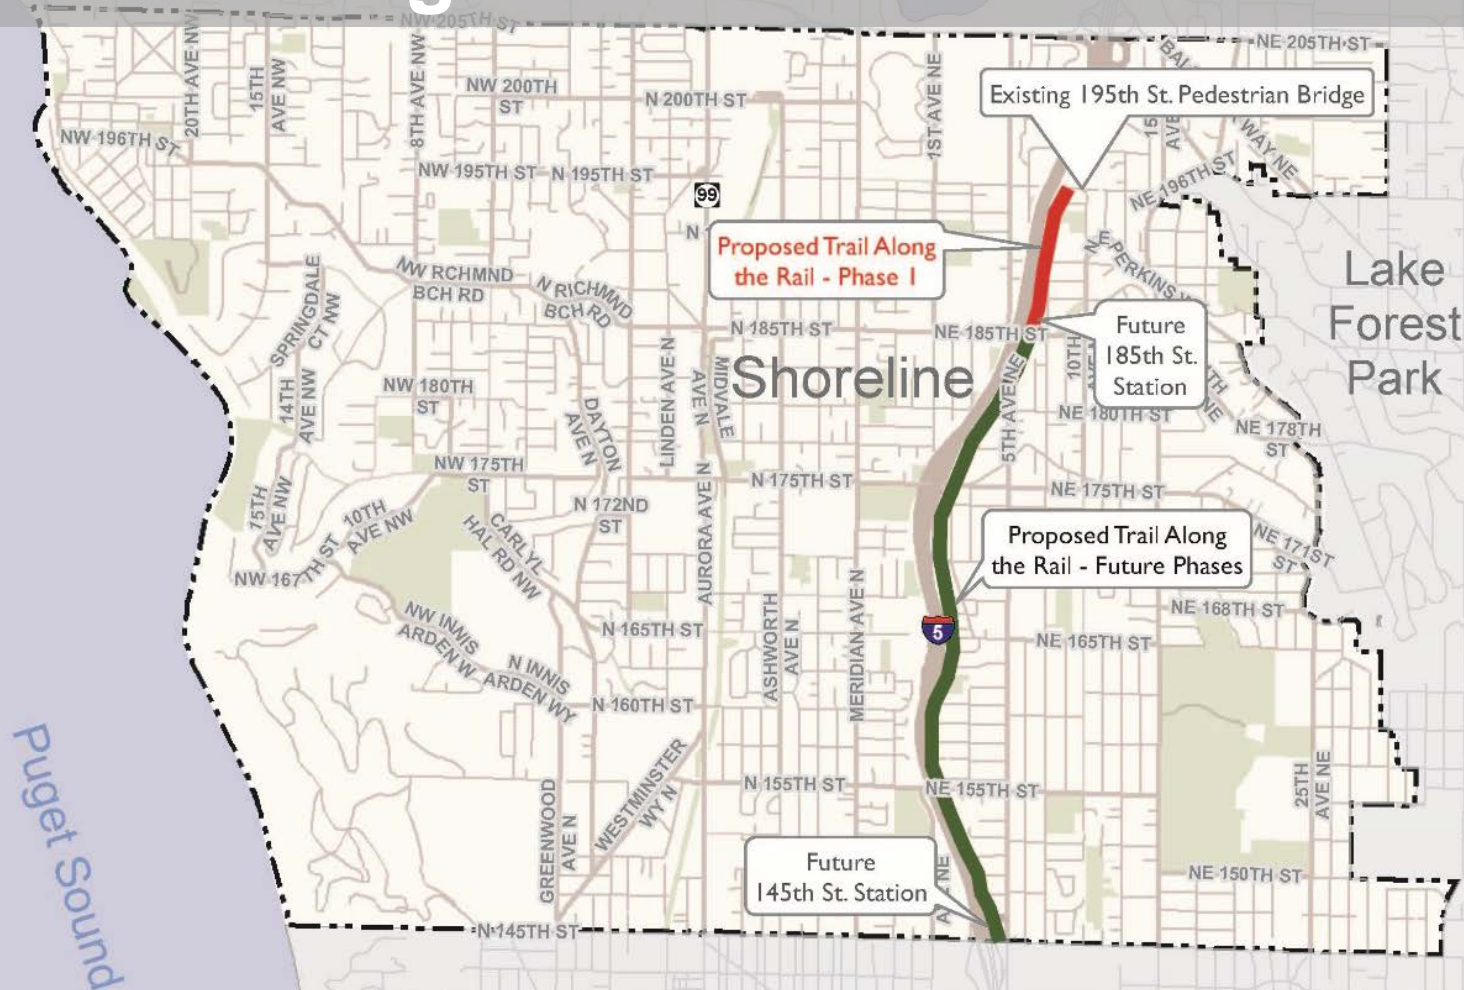 NW 205TH ST
NE 205TH ST
20TH AVE NW
15TH
AVE NW
8TH AVE NW
NW 200TH
ST
N 200TH ST
1ST AVE NE
Existing 195th St. Pedestrian Bridge
NW 196TH ST
NW 195TH ST
N 195TH ST
99
N
NE 196TH ST
WAY NE
Proposed Trail Along
the Rail - Phase 1
NE PERKINS
Lake
Forest
Park
SPRINGDALE
CT NW
NW RCHMND
BCH RD
N RICHMND
BCH RD
N 185TH ST
NE 185TH ST
Future
185th St.
Station
10TH
Shoreline
LINDEN AVE N
AVE N
MIDVALE
5TH AVE NE
NW 180TH
ST
14TH
AVE NW
DAYTON
AVE N
NE 180TH ST
NE 178TH
ST
NW 175TH
ST
N 175TH ST
NE 175TH ST
15TH
AVE NW
10TH
AVE NW
N 172ND
ST
CARLYL
HAL RD NW
AURORA AVE N
Proposed Trail Along
the Rail - Future Phases
NE 171ST
ST
NW 167TH ST
NW INNIS
ARDEN W
N INNIS
ARDEN WY
N 165TH ST
ASHWORTH
AVE N
MERIDIAN AVE N
5
NE 168TH ST
NE 165TH ST
N 160TH ST
WESTMINSTER
WY N
GREENWOOD
AVE N
N 155TH ST
NE 155TH ST
25TH
AVE NE
Puget Sound
Future
145th St. Station
NE 150TH ST
N 145TH ST